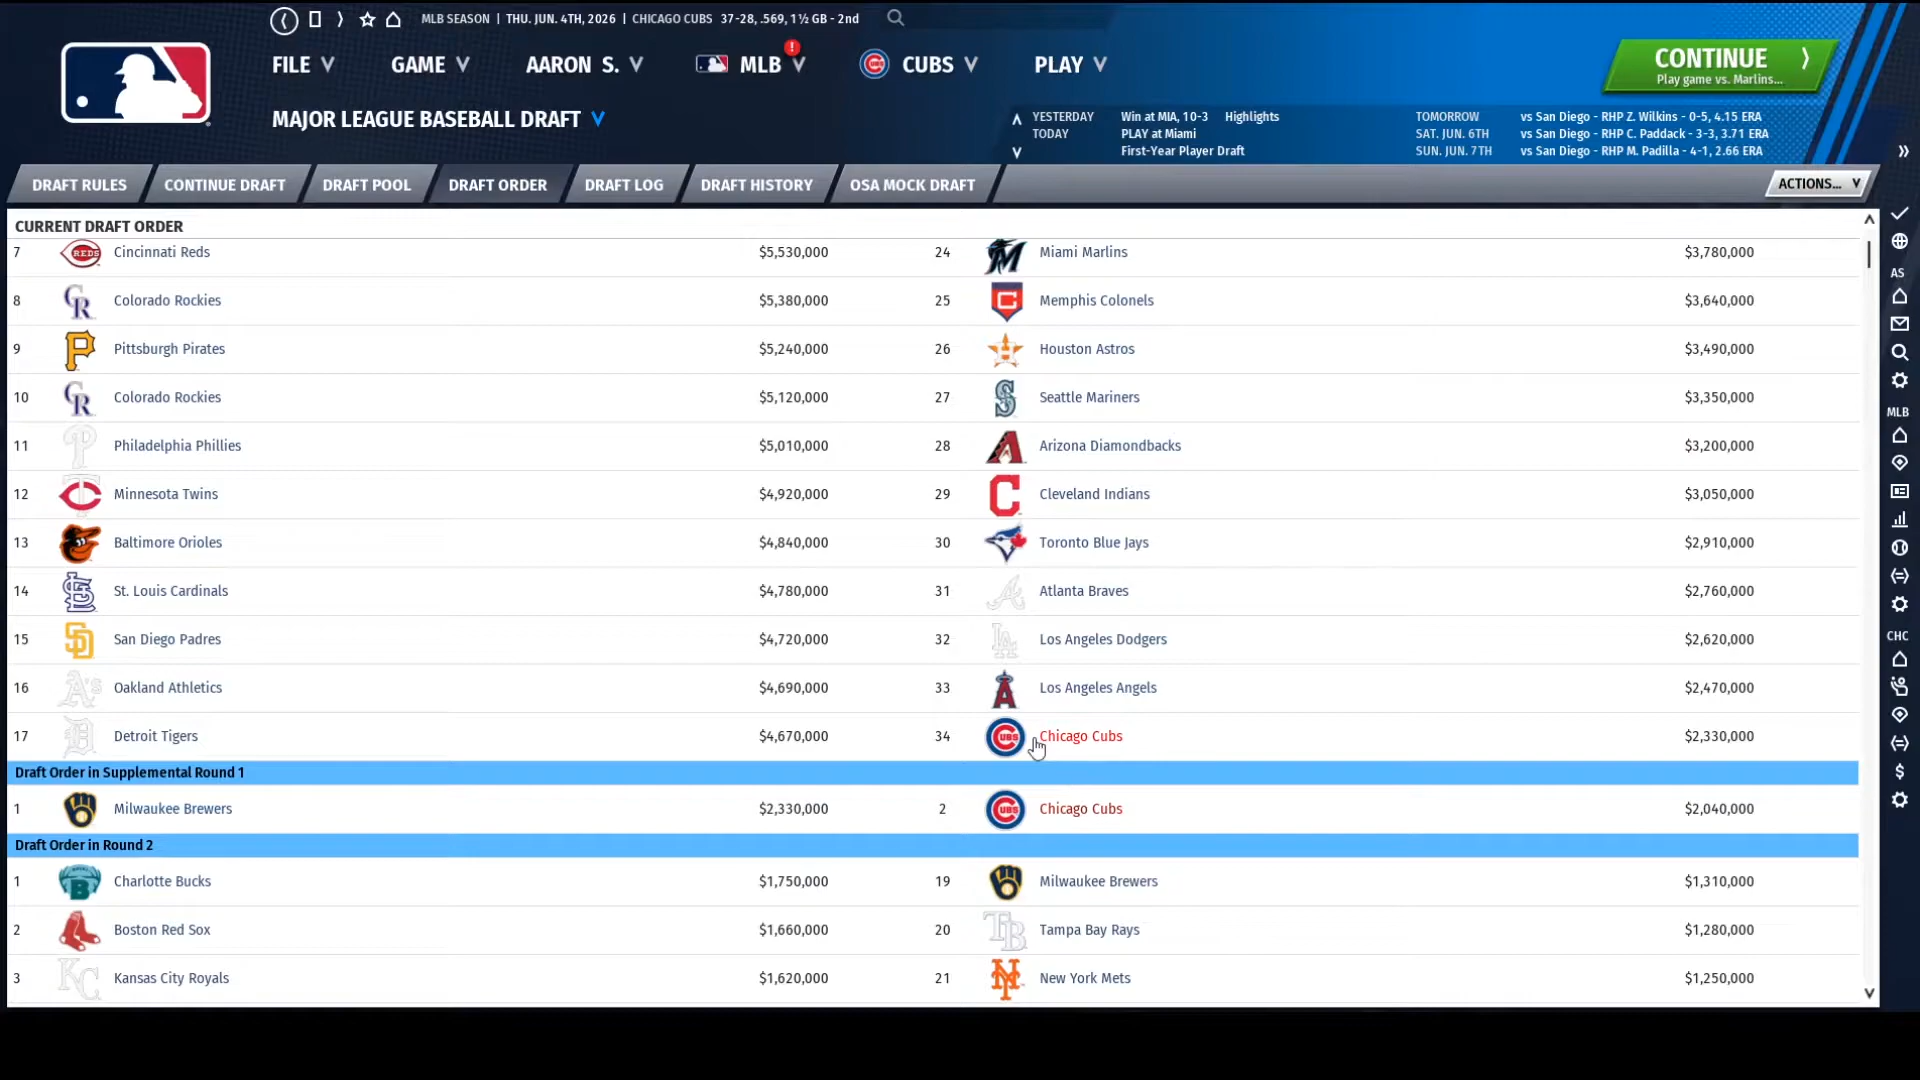 MLB SEASON | THU. JUN. 4TH, 2026 | CHICAGO CUBS 37-28, .569, 1 ½ GB - 2nd
FILE GAME AARON S. MLB ! CUBS PLAY
CONTINUE
Play game vs. Marlins...
MAJOR LEAGUE BASEBALL DRAFT
YESTERDAY Win at MIA, 10-3 Highlights TOMORROW vs San Diego - RHP Z. Wilkins - 0-5, 4.15 ERA
TODAY PLAY at Miami SAT. JUN. 6TH vs San Diego - RHP C. Paddack - 3-3, 3.71 ERA
First-Year Player Draft SUN. JUN. 7TH vs San Diego - RHP M. Padilla - 4-1, 2.66 ERA
DRAFT RULES CONTINUE DRAFT DRAFT POOL DRAFT ORDER DRAFT LOG DRAFT HISTORY OSA MOCK DRAFT ACTIONS...
CURRENT DRAFT ORDER
7 REDS Cincinnati Reds $5,530,000 24 M Miami Marlins $3,780,000
8 CR Colorado Rockies $5,380,000 25 C Memphis Colonels $3,640,000
9 P Pittsburgh Pirates $5,240,000 26 H Houston Astros $3,490,000
10 CR Colorado Rockies $5,120,000 27 S Seattle Mariners $3,350,000
11 P Philadelphia Phillies $5,010,000 28 A Arizona Diamondbacks $3,200,000
12 TC Minnesota Twins $4,920,000 29 C Cleveland Indians $3,050,000
13 Baltimore Orioles $4,840,000 30 Toronto Blue Jays $2,910,000
14 STL St. Louis Cardinals $4,780,000 31 A Atlanta Braves $2,760,000
15 SD San Diego Padres $4,720,000 32 LA Los Angeles Dodgers $2,620,000
16 A's Oakland Athletics $4,690,000 33 A Los Angeles Angels $2,470,000
17 D Detroit Tigers $4,670,000 34 CUBS Chicago Cubs $2,330,000
Draft Order in Supplemental Round 1
1 Milwaukee Brewers $2,330,000 2 CUBS Chicago Cubs $2,040,000
Draft Order in Round 2
1 B Charlotte Bucks $1,750,000 19 Milwaukee Brewers $1,310,000
2 Boston Red Sox $1,660,000 20 TB Tampa Bay Rays $1,280,000
3 KC Kansas City Royals $1,620,000 21 NY New York Mets $1,250,000
AS
MLB
CHC
$